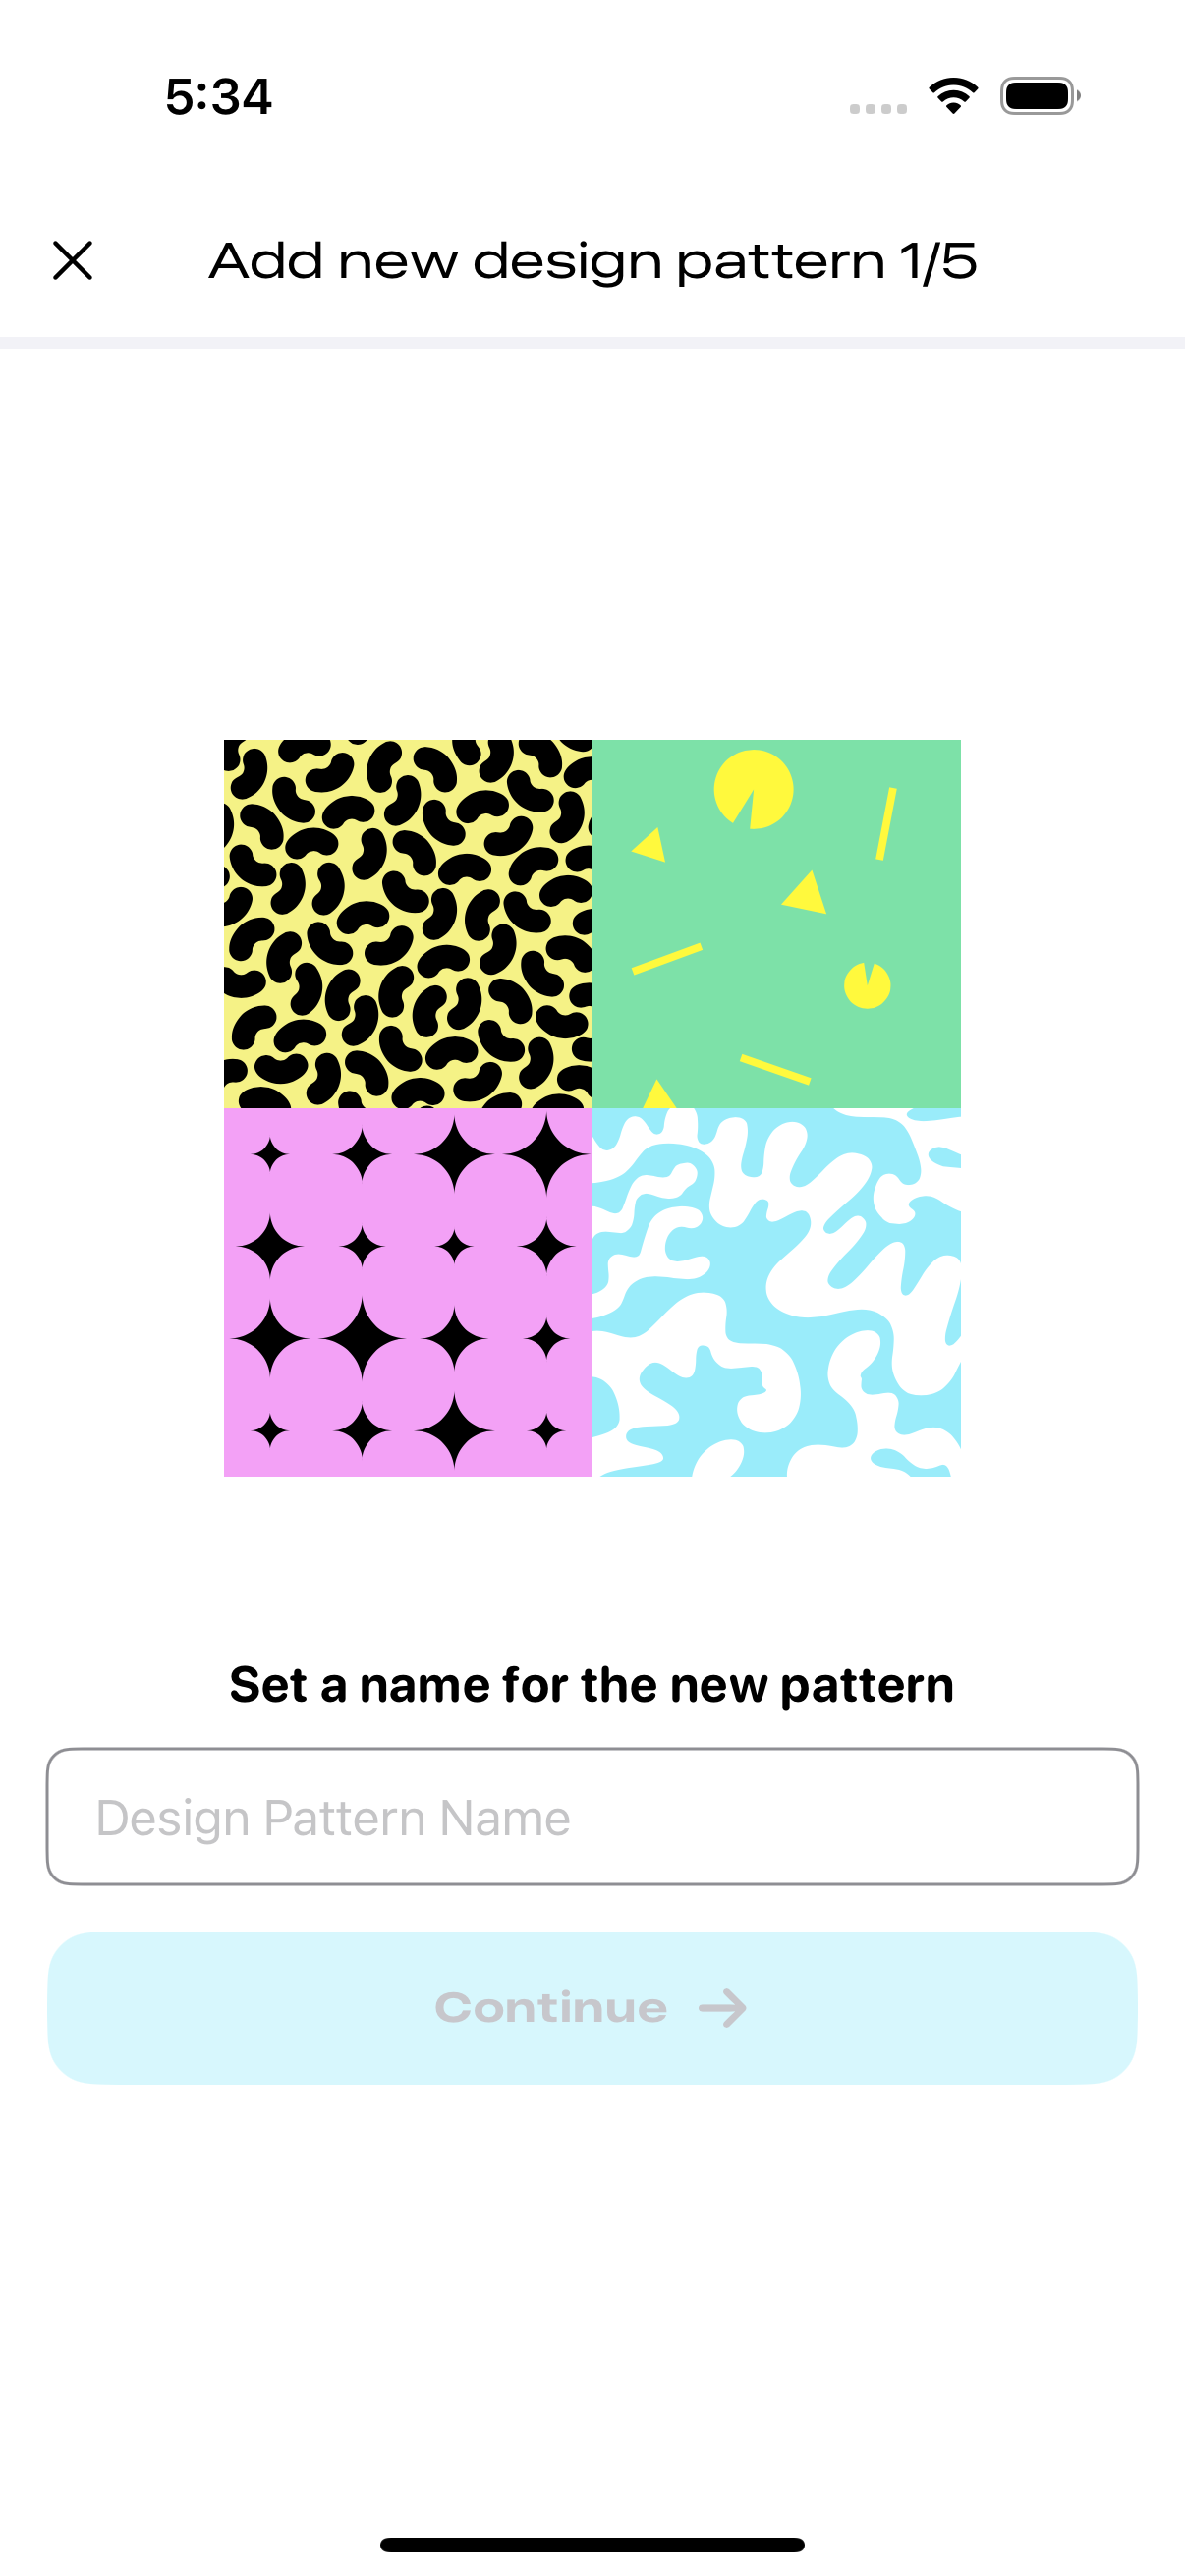 5:34
Add new design pattern 1/5
Set a name for the new pattern
Design Pattern Name
Continue →